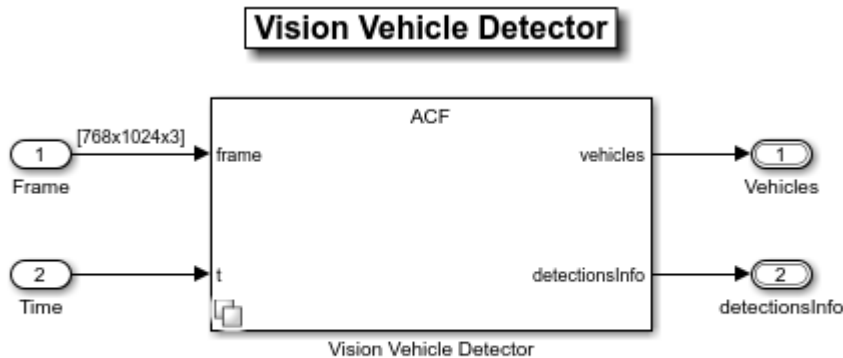 Vision Vehicle Detector
ACF
[768x1024x3]
1
frame
vehicles
1
Frame
Vehicles
2
t
detectionsInfo
2
Time
detectionsInfo
Vision Vehicle Detector